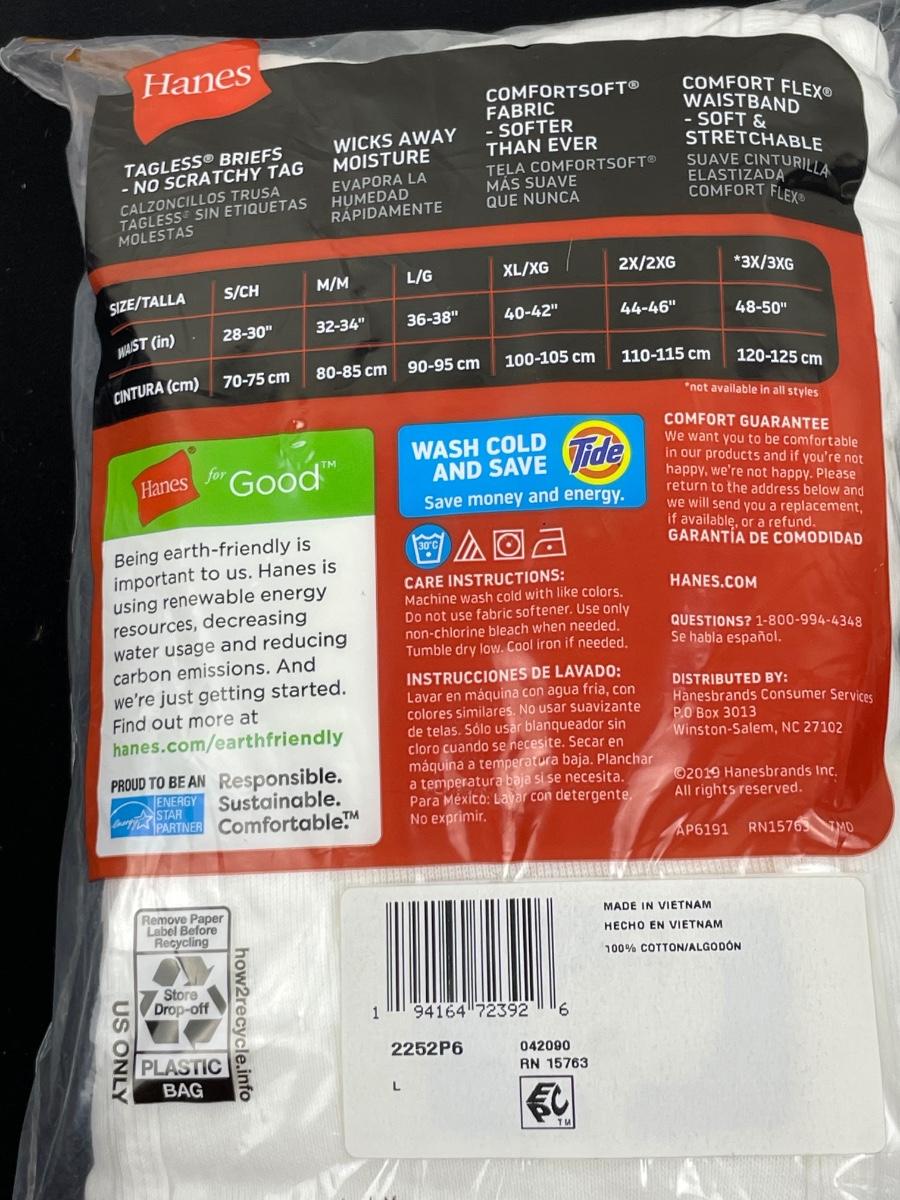 Hanes
TAGLESS® BRIEFS
- NO SCRATCHY TAG
CALZONCILLOS TRUSA
TAGLESS® SIN ETIQUETAS
MOLESTAS
WICKS AWAY
MOISTURE
EVAPORA LA
HUMEDAD
RÁPIDAMENTE
COMFORTSOFT®
FABRIC
- SOFTER
THAN EVER
TELA COMFORTSOFT®
MÁS SUAVE
QUE NUNCA
COMFORT FLEX®
WAISTBAND
- SOFT &
STRETCHABLE
SUAVE CINTURILLA
ELASTIZADA
COMFORT FLEX®
SIZE/TALLA S/CH M/M L/G XL/XG 2X/2XG *3X/3XG
WAIST (in) 28-30" 32-34" 36-38" 40-42" 44-46" 48-50"
CINTURA (cm) 70-75 cm 80-85 cm 90-95 cm 100-105 cm 110-115 cm 120-125 cm
*not available in all styles
Hanes® for Good™
Being earth-friendly is
important to us. Hanes is
using renewable energy
resources, decreasing
water usage and reducing
carbon emissions. And
we're just getting started.
Find out more at
hanes.com/earthfriendly
PROUD TO BE AN
energy
ENERGY
STAR
PARTNER
Responsible.
Sustainable.
Comfortable.™
WASH COLD
AND SAVE
Tide
Save money and energy.
30°C
CARE INSTRUCTIONS:
Machine wash cold with like colors.
Do not use fabric softener. Use only
non-chlorine bleach when needed.
Tumble dry low. Cool iron if needed.
INSTRUCCIONES DE LAVADO:
Lavar en máquina con agua fría, con
colores similares. No usar suavizante
de telas. Sólo usar blanqueador sin
cloro cuando se necesite. Secar en
máquina a temperatura baja. Planchar
a temperatura baja si se necesita.
Para México: Lavar con detergente.
No exprimir.
COMFORT GUARANTEE
We want you to be comfortable
in our products and if you're not
happy, we're not happy. Please
return to the address below and
we will send you a replacement,
if available, or a refund.
GARANTÍA DE COMODIDAD
HANES.COM
QUESTIONS? 1-800-994-4348
Se habla español.
DISTRIBUTED BY:
Hanesbrands Consumer Services
P.O Box 3013
Winston-Salem, NC 27102
©2019 Hanesbrands Inc.
All rights reserved.
AP6191 RN15763 TMD
Remove Paper
Label Before
Recycling
Store
Drop-off
PLASTIC
BAG
US ONLY
how2recycle.info
1 94164 72392 6
2252P6
L
042090
RN 15763
EPC
TM
MADE IN VIETNAM
HECHO EN VIETNAM
100% COTTON/ALGODÓN